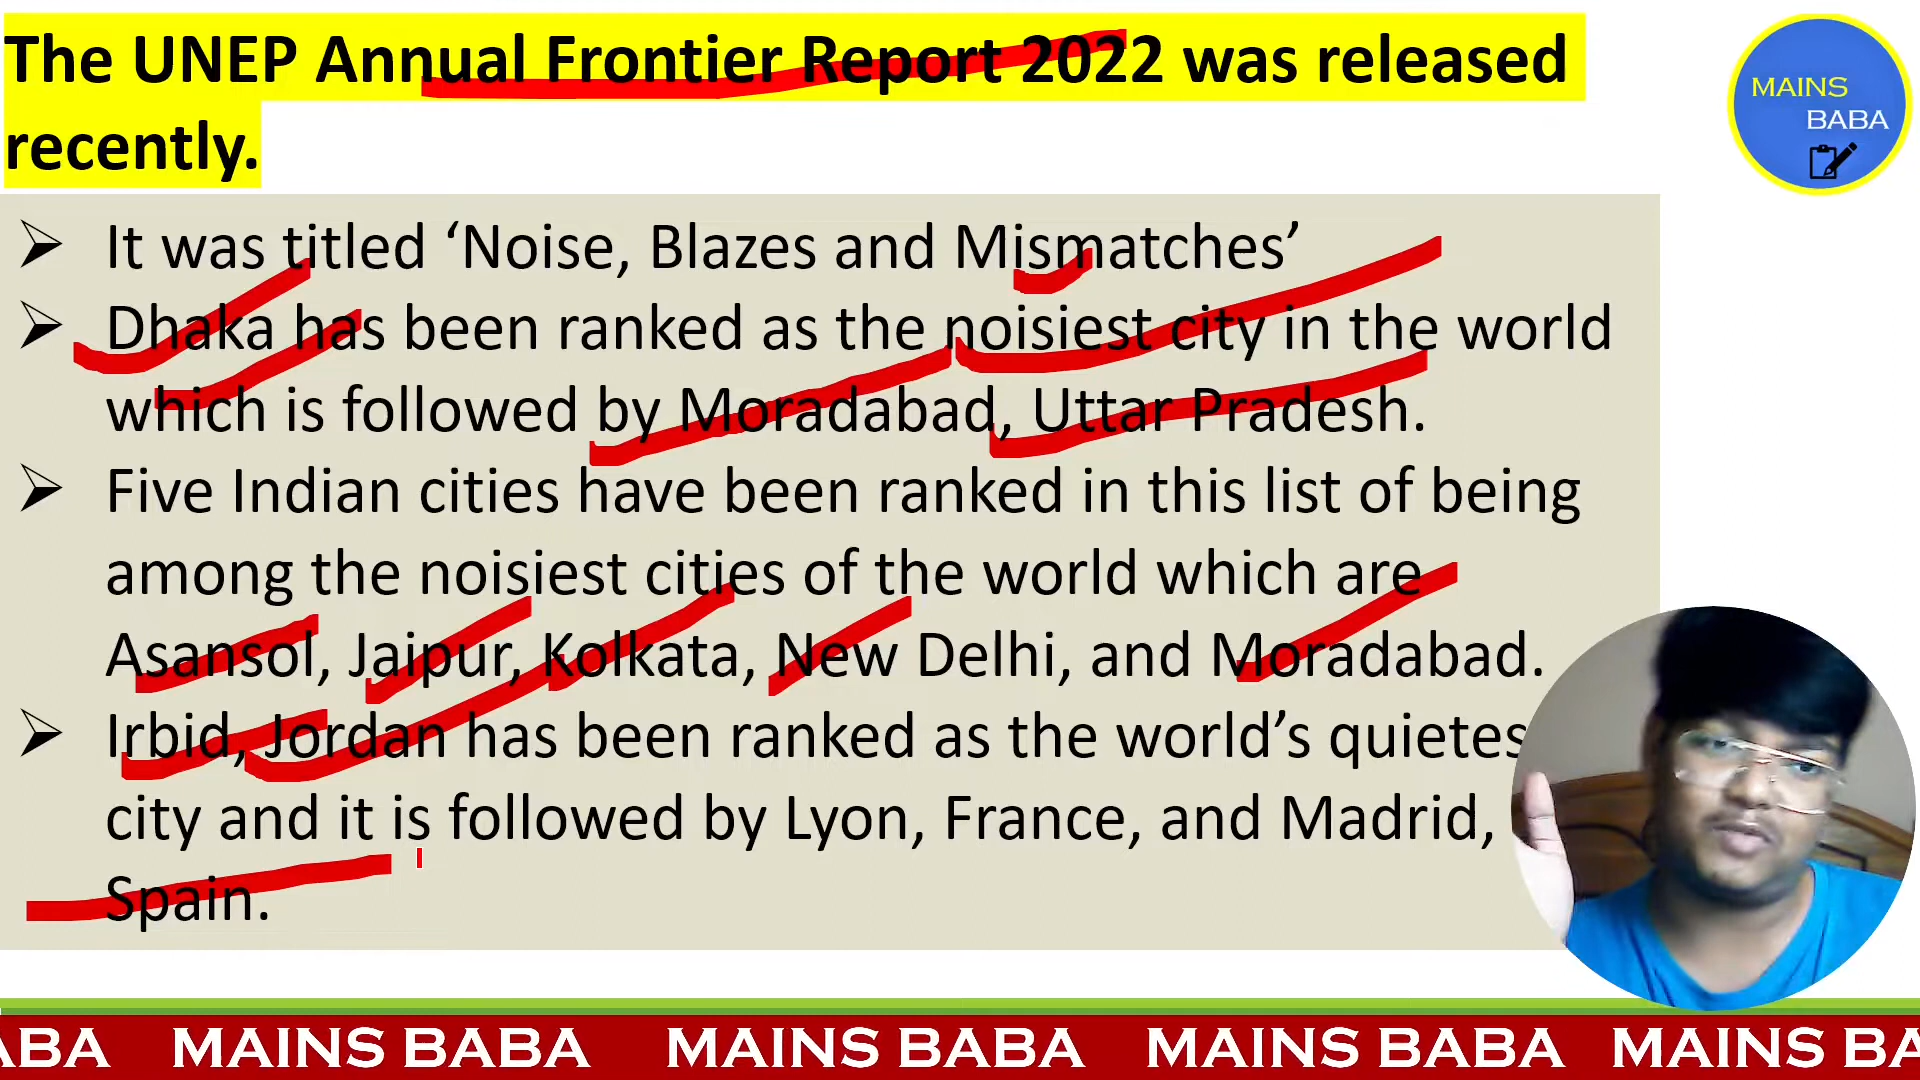 The UNEP Annual Frontier Report 2022 was released
recently.
MAINS
BABA
➢ It was titled ‘Noise, Blazes and Mismatches’
➢ Dhaka has been ranked as the noisiest city in the world
which is followed by Moradabad, Uttar Pradesh.
➢ Five Indian cities have been ranked in this list of being
among the noisiest cities of the world which are
Asansol, Jaipur, Kolkata, New Delhi, and Moradabad.
➢ Irbid, Jordan has been ranked as the world’s quietes
city and it is followed by Lyon, France, and Madrid,
Spain.
ABA MAINS BABA MAINS BABA MAINS BABA MAINS BA